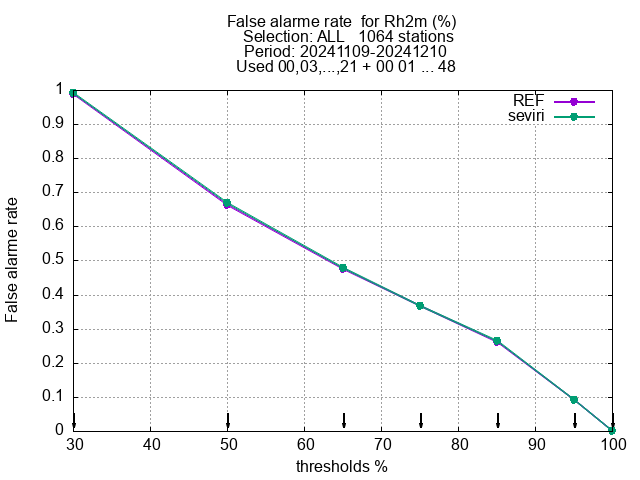 False alarme rate  for Rh2m (%)
Selection: ALL   1064 stations
Period: 20241109-20241210
Used 00,03,...,21 + 00 01 ... 48
REF
seviri
1
0.9
0.8
0.7
0.6
0.5
0.4
0.3
0.2
0.1
0
False alarme rate
30 40 50 60 70 80 90 100
thresholds %